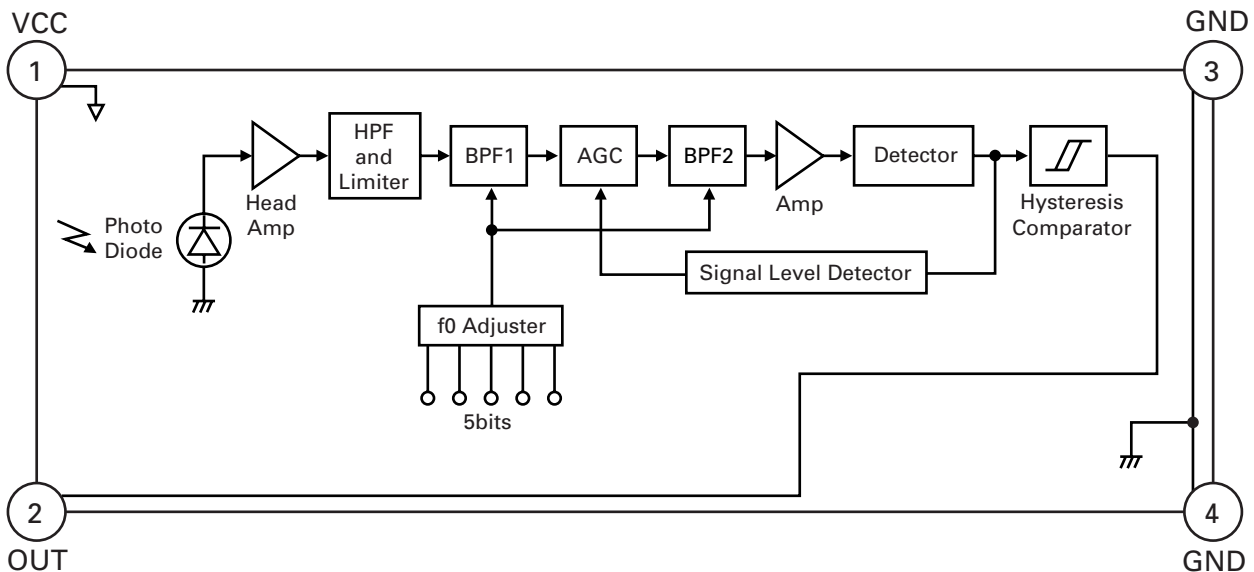 VCC
GND
1
3
HPF
and
Limiter
BPF1
AGC
BPF2
Detector
Head
Amp
Amp
Hysteresis
Comparator
Photo
Diode
Signal Level Detector
f0 Adjuster
5bits
2
4
OUT
GND